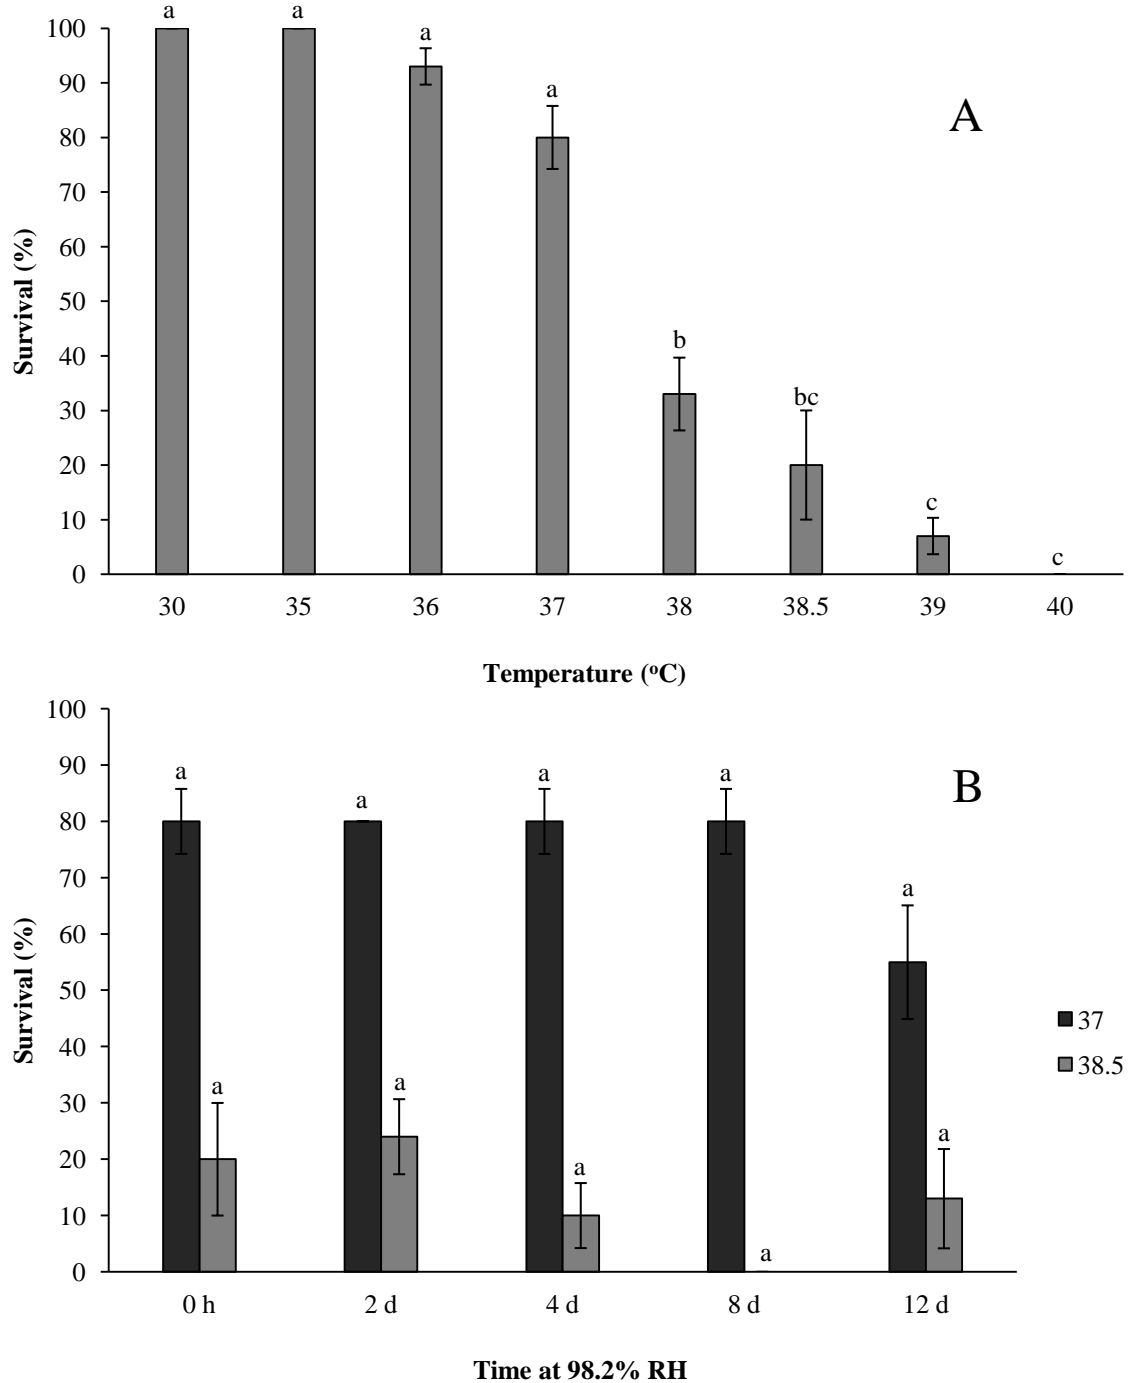 a a
100
a
90
a
A
80
70
60
Survival (%)
50
b
40
bc
30
20
c
10
c
0
30 35 36 37 38 38.5 39 40
Temperature (ºC)
100
90
a a a
B
a
80
70
a
60
Survival (%)
50
37
40
38.5
30
a a
20
a a
10
a
0
0 h 2 d 4 d 8 d 12 d
Time at 98.2% RH